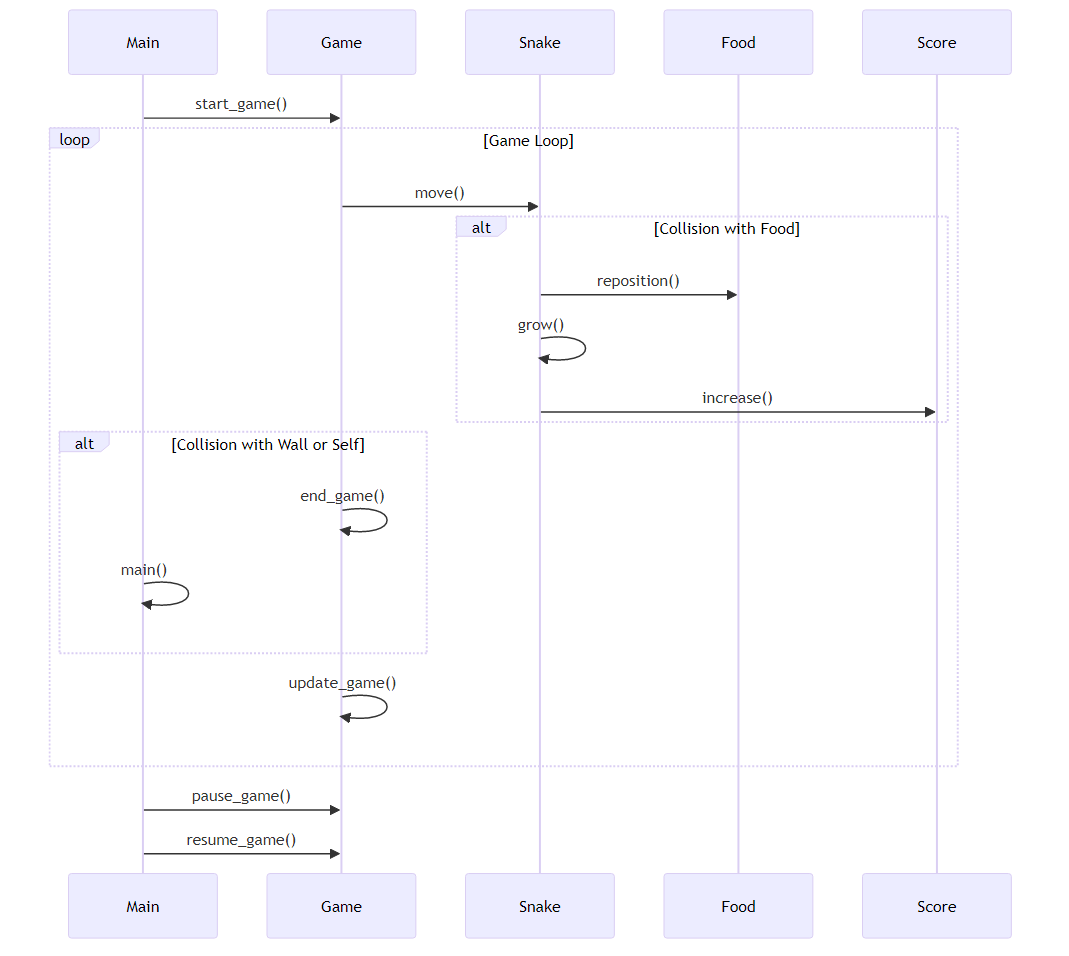 Main
Game
Snake
Food
Score
start_game()
loop
[Game Loop]
move()
alt
[Collision with Food]
reposition()
grow()
increase()
alt
[Collision with Wall or Self]
end_game()
main()
update_game()
pause_game()
resume_game()
Main
Game
Snake
Food
Score